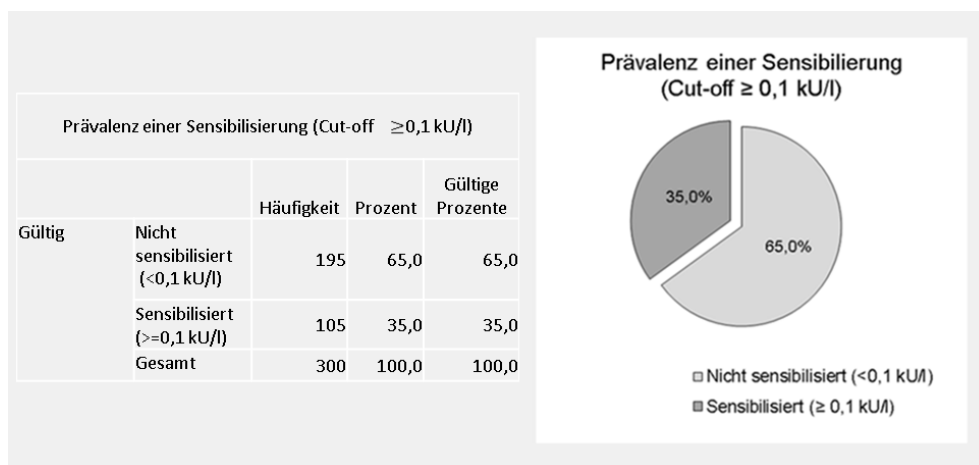 Prävalenz einer Sensibilisierung (Cut-off ≥0,1 kU/l)
Häufigkeit Prozent Gültige Prozente
Gültig Nicht
sensibilisiert
(<0,1 kU/l) 195 65,0 65,0
Sensibilisiert
(>=0,1 kU/l) 105 35,0 35,0
Gesamt 300 100,0 100,0
Prävalenz einer Sensibilierung
(Cut-off ≥ 0,1 kU/l)
35,0%
65,0%
Nicht sensibilisiert (<0,1 kU/l)
Sensibilisiert (≥ 0,1 kU/l)